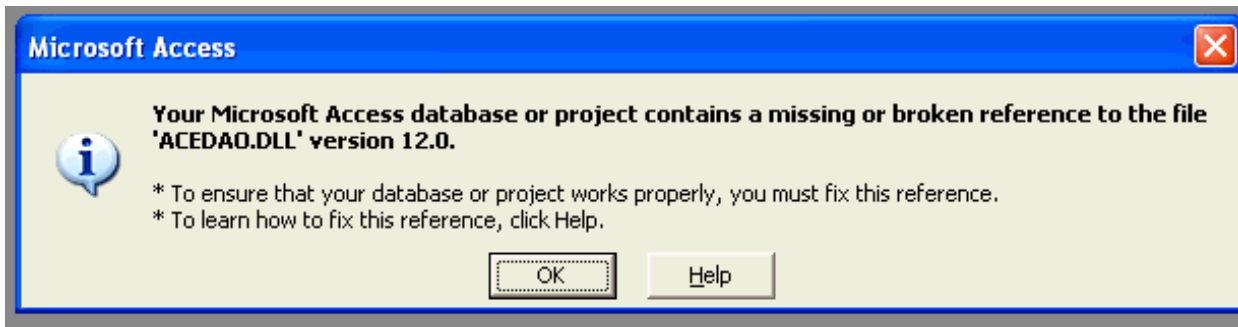 Microsoft Access
Your Microsoft Access database or project contains a missing or broken reference to the file
'ACEDAO.DLL' version 12.0.
* To ensure that your database or project works properly, you must fix this reference.
* To learn how to fix this reference, click Help.
OK Help